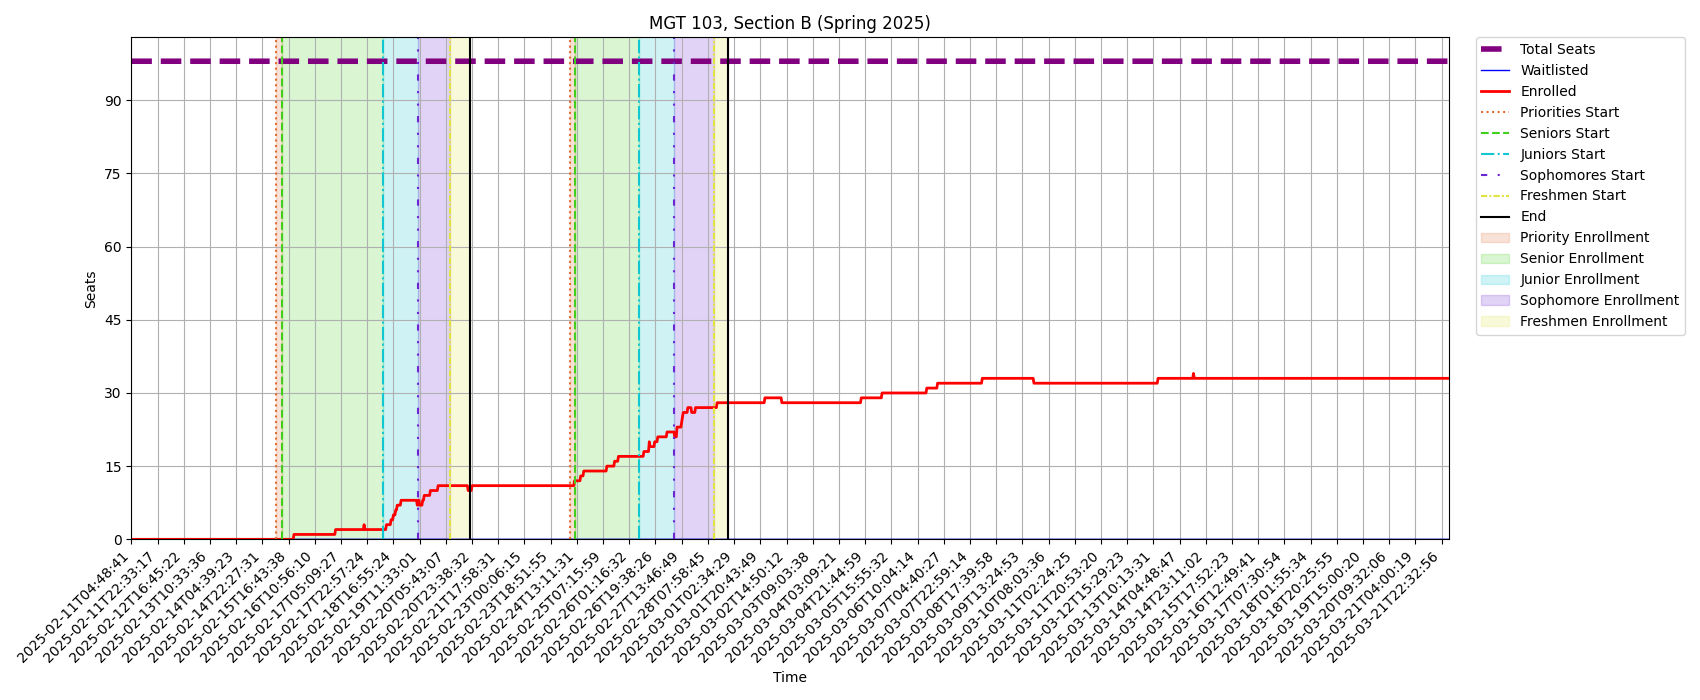 MGT 103, Section B (Spring 2025)
Seats
90
75
60
45
30
15
0
2025-02-11T04:48:41
2025-02-11T22:33:17
2025-02-12T16:45:22
2025-02-13T10:33:36
2025-02-14T04:39:23
2025-02-14T22:27:31
2025-02-15T16:43:38
2025-02-16T10:56:10
2025-02-17T05:09:27
2025-02-17T22:57:24
2025-02-18T16:55:24
2025-02-19T11:33:01
2025-02-20T05:43:07
2025-02-20T23:38:32
2025-02-21T17:58:31
2025-02-23T00:06:15
2025-02-23T18:51:55
2025-02-24T13:11:31
2025-02-25T07:15:59
2025-02-26T01:16:32
2025-02-26T19:38:26
2025-02-27T13:46:49
2025-02-28T07:58:45
2025-03-01T02:34:29
2025-03-01T20:43:49
2025-03-02T14:50:12
2025-03-03T09:03:38
2025-03-04T03:09:21
2025-03-04T21:44:59
2025-03-05T15:55:32
2025-03-06T10:04:14
2025-03-07T04:40:27
2025-03-07T22:59:14
2025-03-08T17:39:58
2025-03-09T13:24:53
2025-03-10T08:03:36
2025-03-11T02:24:25
2025-03-11T20:53:20
2025-03-12T15:29:23
2025-03-13T10:13:31
2025-03-14T04:48:47
2025-03-14T23:11:02
2025-03-15T17:52:23
2025-03-16T12:49:41
2025-03-17T07:30:54
2025-03-18T01:55:34
2025-03-18T20:25:55
2025-03-19T15:00:20
2025-03-20T09:32:06
2025-03-21T04:00:19
2025-03-21T22:32:56
Time
Total Seats
Waitlisted
Enrolled
Priorities Start
Seniors Start
Juniors Start
Sophomores Start
Freshmen Start
End
Priority Enrollment
Senior Enrollment
Junior Enrollment
Sophomore Enrollment
Freshmen Enrollment